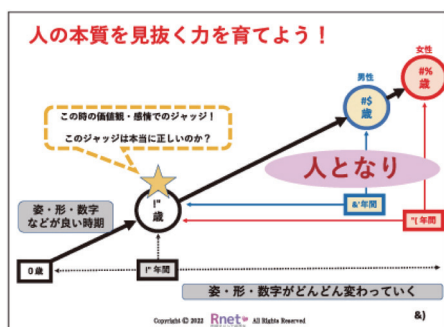 人の本質を見抜く力を育てよう！
女性
#%
歳
男性
#$
歳
この時の価値観・感情でのジャッジ！
このジャッジは本当に正しいのか？
人となり
!"
歳
姿・形・数字
などが良い時期
&'年間
"(年間
0歳
!"年間
姿・形・数字がどんどん変わっていく
Copyright © 2022 Rnet All Rights Reserved
&)